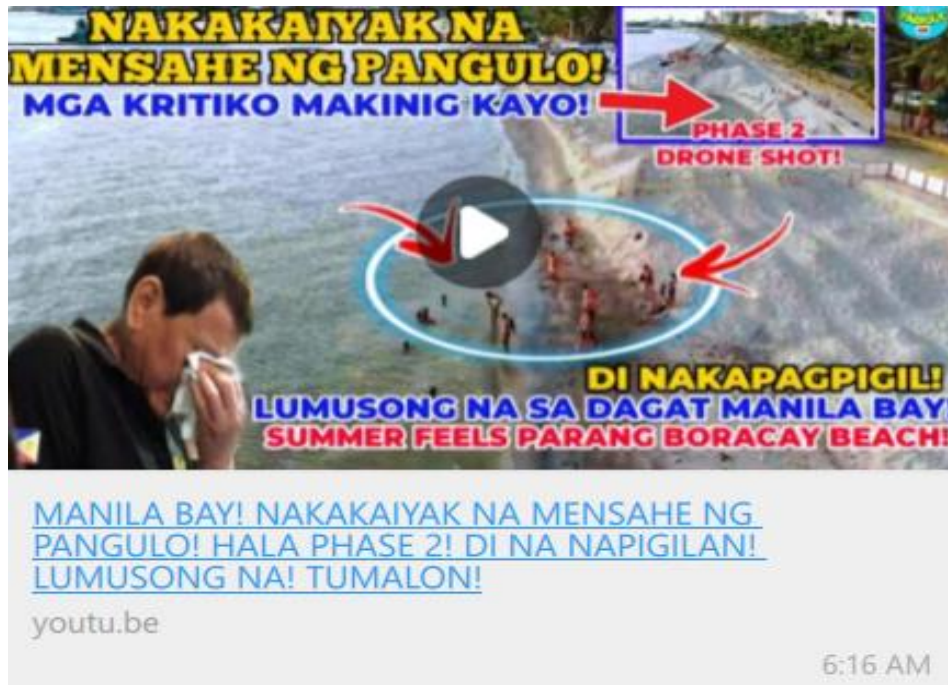 NAKAKAIYAK NA
MENSAHE NG PANGULO!
MGA KRITIKO MAKINIG KAYO!
PHASE 2
DRONE SHOT!
DI NAKAPAGPIGIL!
LUMUSONG NA SA DAGAT MANILA BAY
SUMMER FEELS PARANG BORACAY BEACH!
MANILA BAY! NAKAKAIYAK NA MENSAHE NG
PANGULO! HALA PHASE 2! DI NA NAPIGILAN!
LUMUSONG NA! TUMALON!
youtu.be
6:16 AM